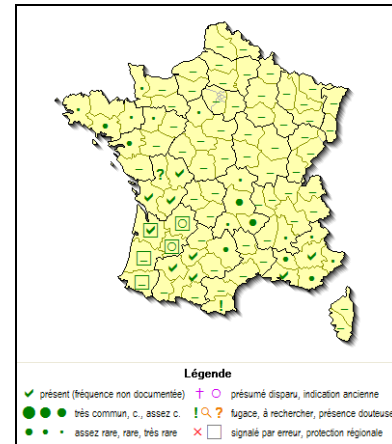 Légende
présent (fréquence non documentée) † présumé disparu, indication ancienne
très commun, c., assez c. ! ? fugace, à rechercher, présence douteuse
assez rare, rare, très rare signalé par erreur, protection régionale